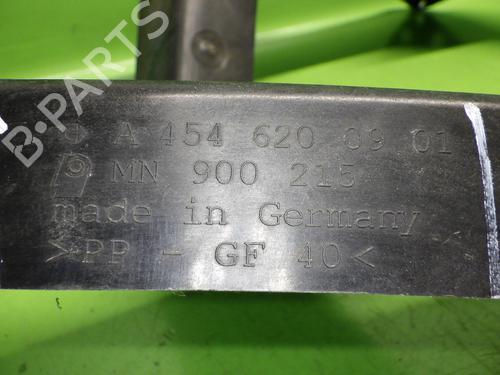 B-PARTS
A 454 620 09 01
MN 900 215
made in Germany
>PP - GF 40<